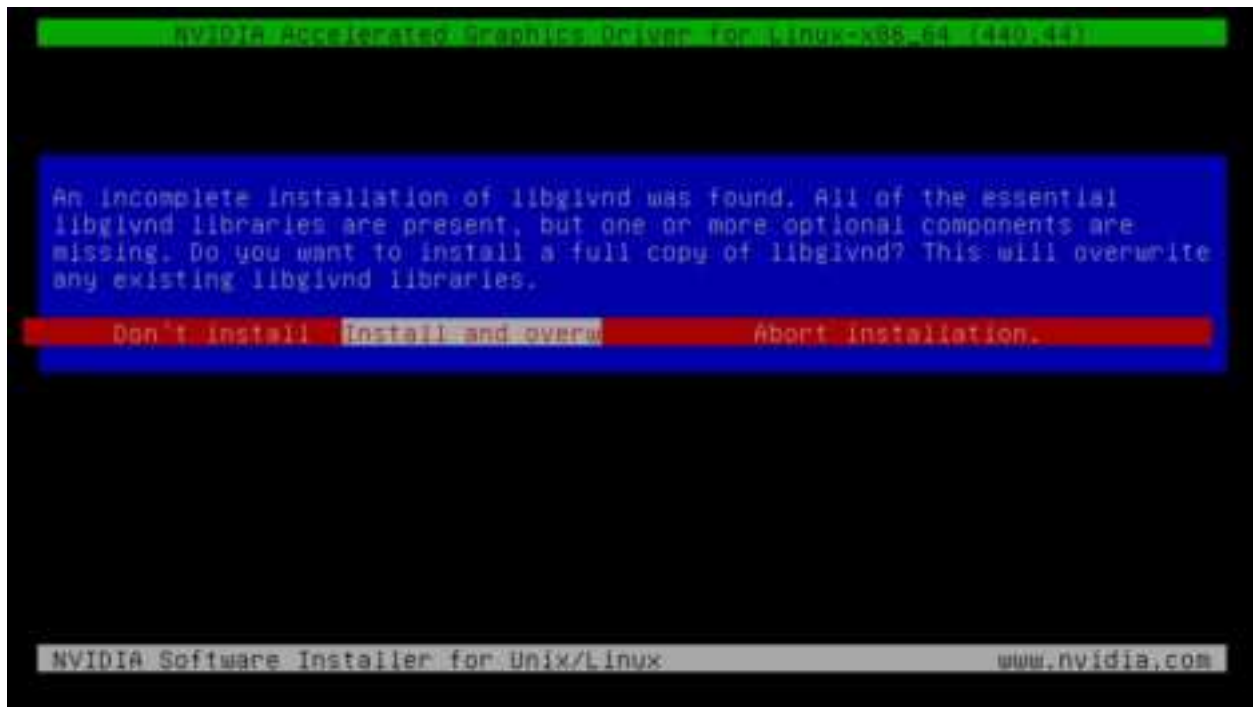 NVIDIA Accelerated Graphics Driver for Linux-x86_64 (440.44)
An incomplete installation of libglvnd was found. All of the essential
libglvnd libraries are present, but one or more optional components are
missing. Do you want to install a full copy of libglvnd? This will overwrite
any existing libglvnd libraries.
Don't install Install and overw Abort installation.
NVIDIA Software Installer for Unix/Linux www.nvidia.com